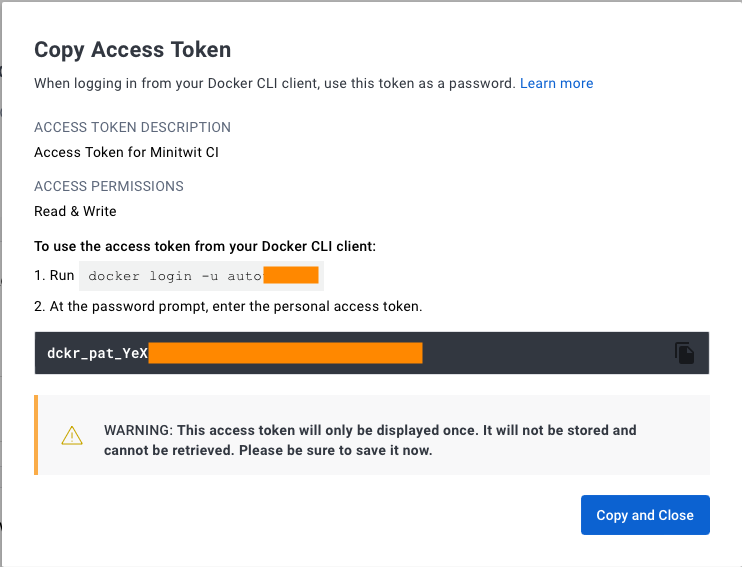 Copy Access Token
When logging in from your Docker CLI client, use this token as a password. Learn more
ACCESS TOKEN DESCRIPTION
Access Token for Minitwit CI
ACCESS PERMISSIONS
Read & Write
To use the access token from your Docker CLI client:
1. Run docker login -u auto
2. At the password prompt, enter the personal access token.
dckr_pat_YeX
WARNING: This access token will only be displayed once. It will not be stored and
cannot be retrieved. Please be sure to save it now.
Copy and Close